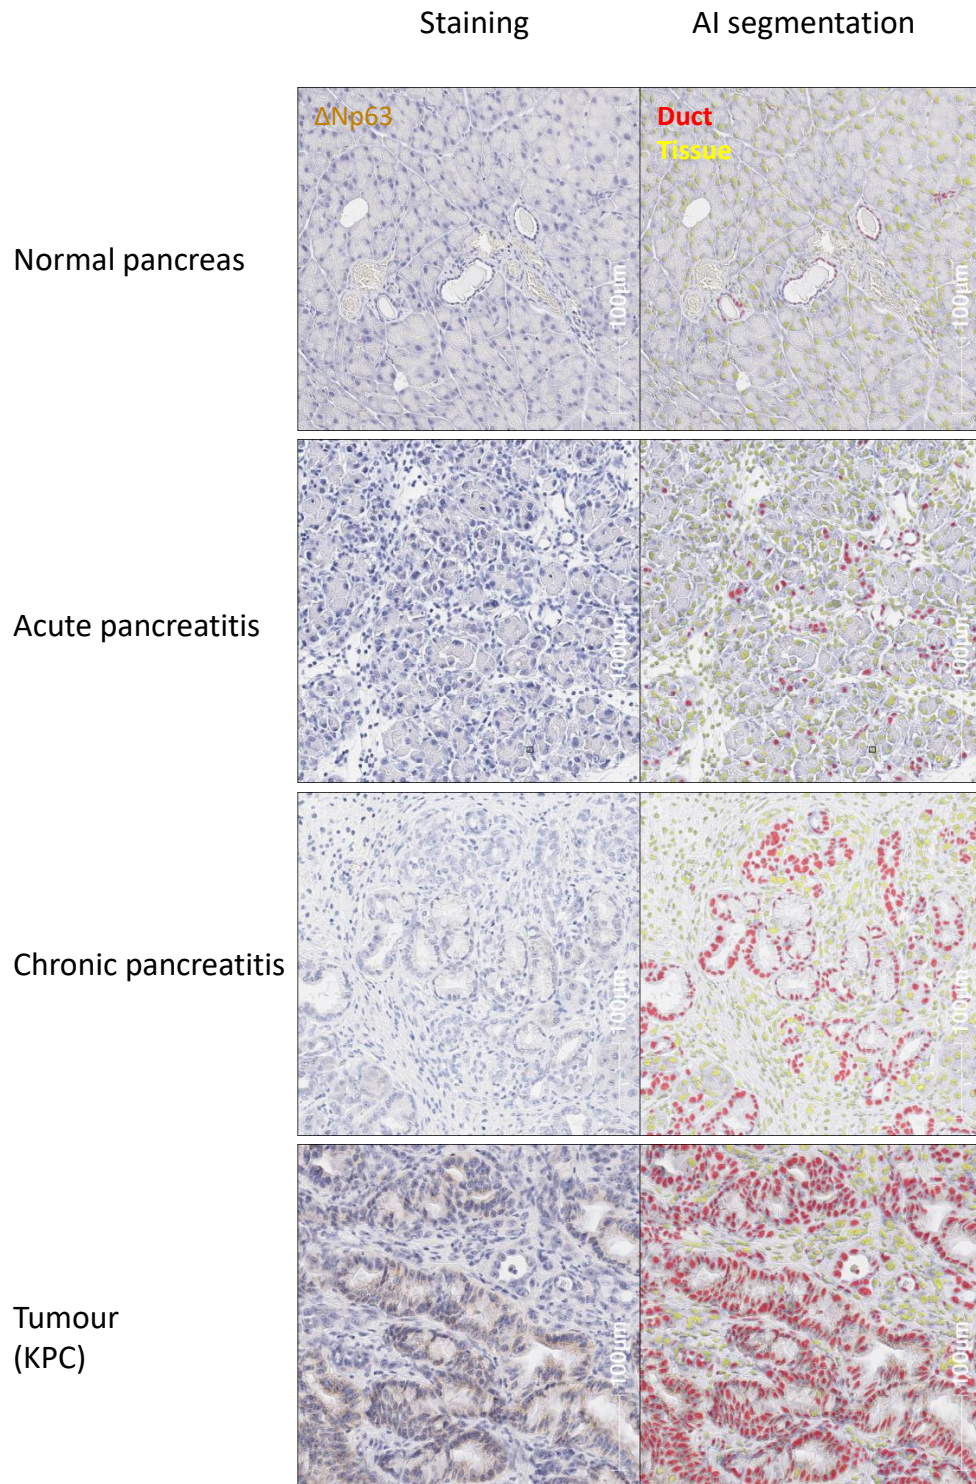 Staining
AI segmentation
Normal pancreas
ΔNp63
Duct
Tissue
100µm
100µm
Acute pancreatitis
100µm
100µm
Chronic pancreatitis
100µm
100µm
Tumour
(KPC)
100µm
100µm